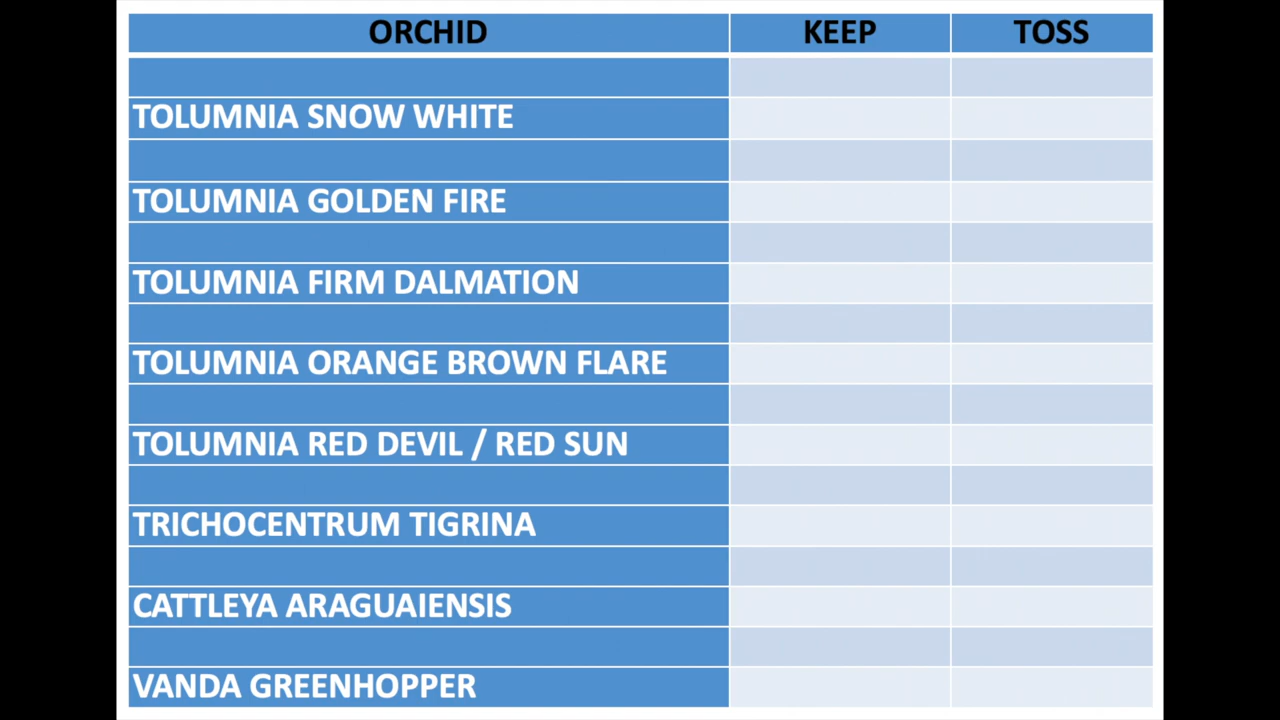 ORCHID KEEP TOSS
TOLUMNIA SNOW WHITE
TOLUMNIA GOLDEN FIRE
TOLUMNIA FIRM DALMATION
TOLUMNIA ORANGE BROWN FLARE
TOLUMNIA RED DEVIL / RED SUN
TRICHOCENTRUM TIGRINA
CATTLEYA ARAGUAIENSIS
VANDA GREENHOPPER